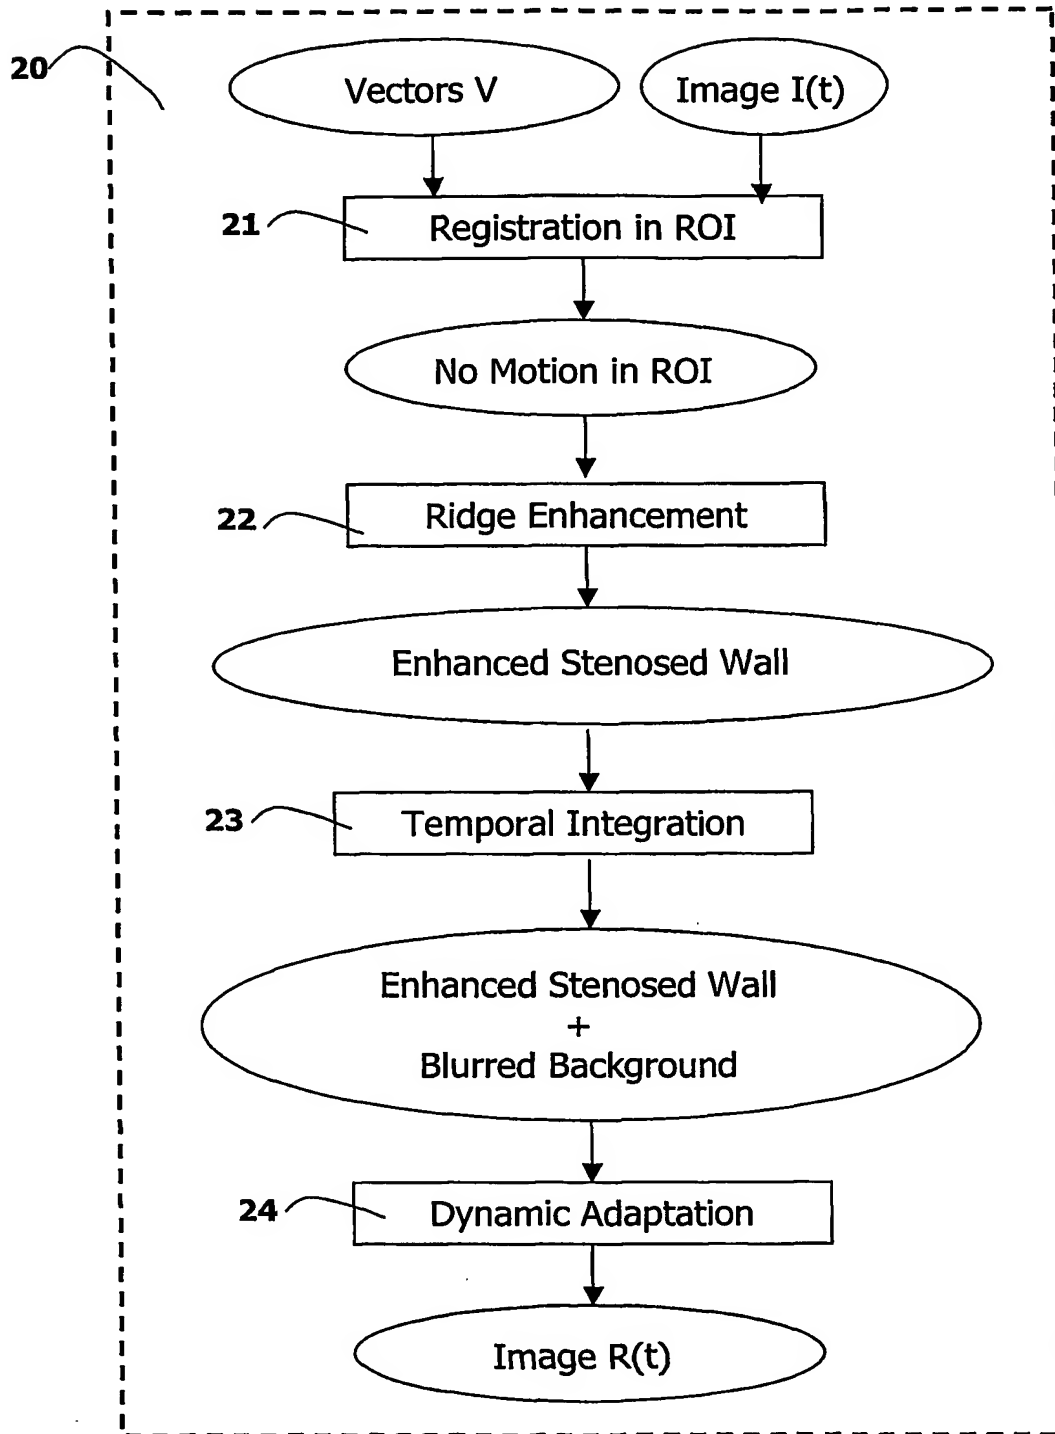 20
Vectors V
Image I(t)
21
Registration in ROI
No Motion in ROI
22
Ridge Enhancement
Enhanced Stenosed Wall
23
Temporal Integration
Enhanced Stenosed Wall
+
Blurred Background
24
Dynamic Adaptation
Image R(t)